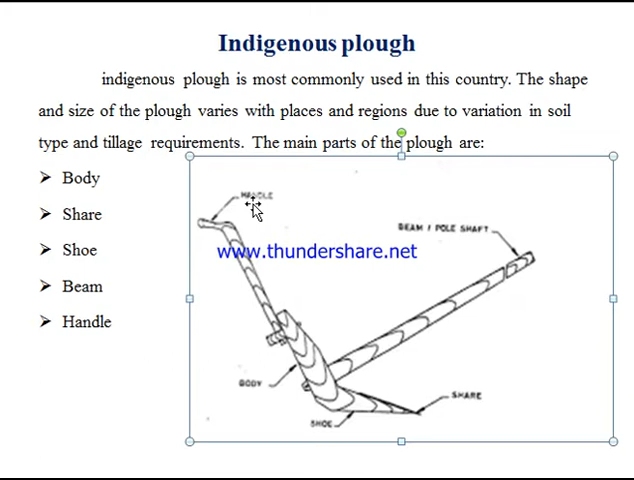 Indigenous plough
indigenous plough is most commonly used in this country. The shape
and size of the plough varies with places and regions due to variation in soil
type and tillage requirements. The main parts of the plough are:
➤ Body
➤ Share
➤ Shoe
➤ Beam
➤ Handle
HANDLE
BEAM / POLE SHAFT
www.thundershare.net
BODY
SHARE
SHOE